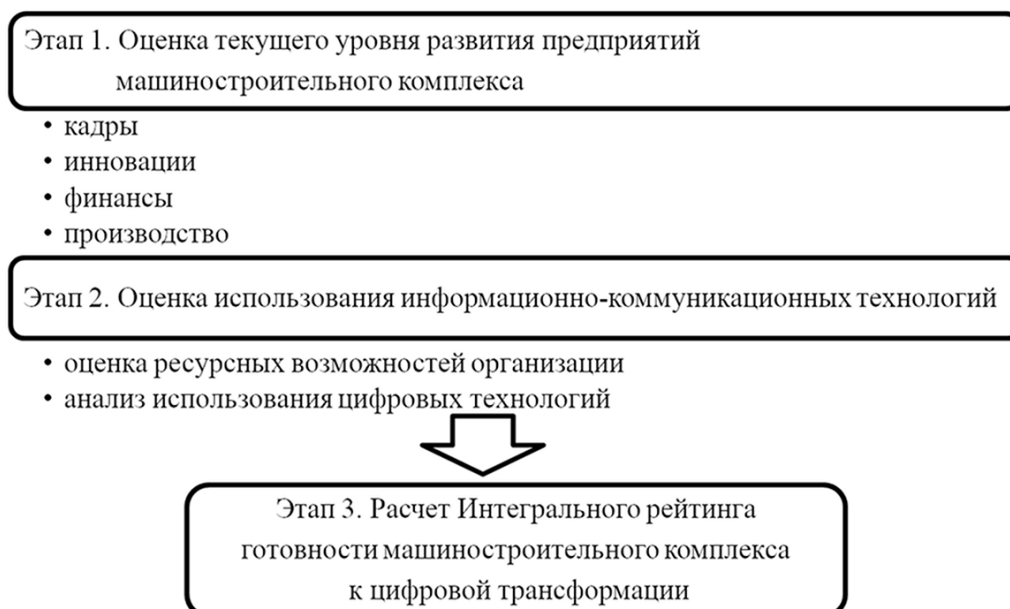 Этап 1. Оценка текущего уровня развития предприятий
машиностроительного комплекса
• кадры
• инновации
• финансы
• производство
Этап 2. Оценка использования информационно-коммуникационных технологий
• оценка ресурсных возможностей организации
• анализ использования цифровых технологий
Этап 3. Расчет Интегрального рейтинга
готовности машиностроительного комплекса
к цифровой трансформации